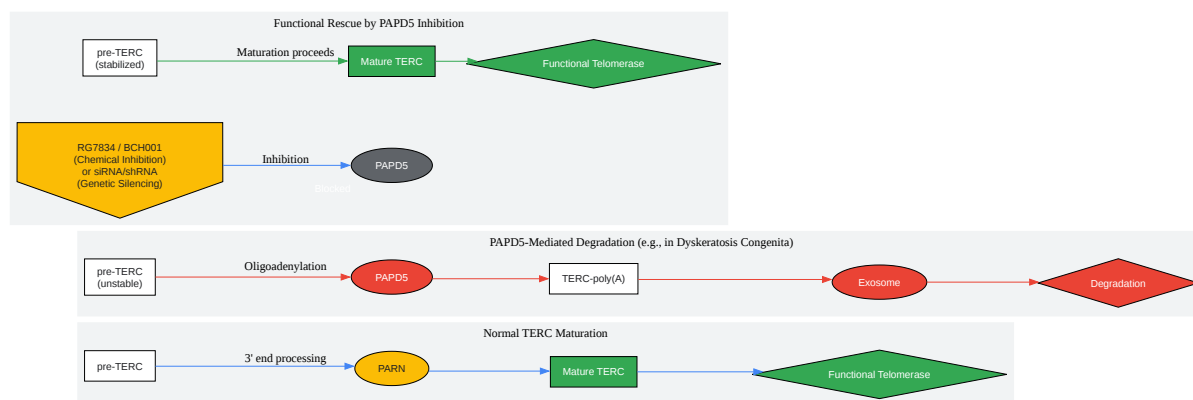 Functional Rescue by PAPD5 Inhibition
pre-TERC
(stabilized)
Maturation proceeds
Mature TERC
Functional Telomerase
RG7834 / BCH001
(Chemical Inhibition)
or siRNA/shRNA
(Genetic Silencing)
Inhibition
PAPD5
Blocked
PAPD5-Mediated Degradation (e.g., in Dyskeratosis Congenita)
pre-TERC
(unstable)
Oligoadenylation
PAPD5
TERC-poly(A)
Exosome
Degradation
Normal TERC Maturation
pre-TERC
3' end processing
PARN
Mature TERC
Functional Telomerase